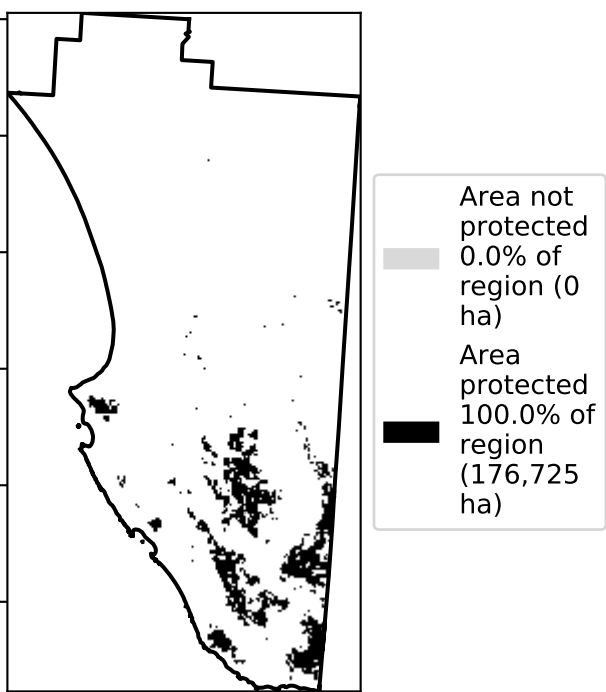 Area not
protected
0.0% of
region (0
ha)
Area
protected
100.0% of
region
(176,725
ha)